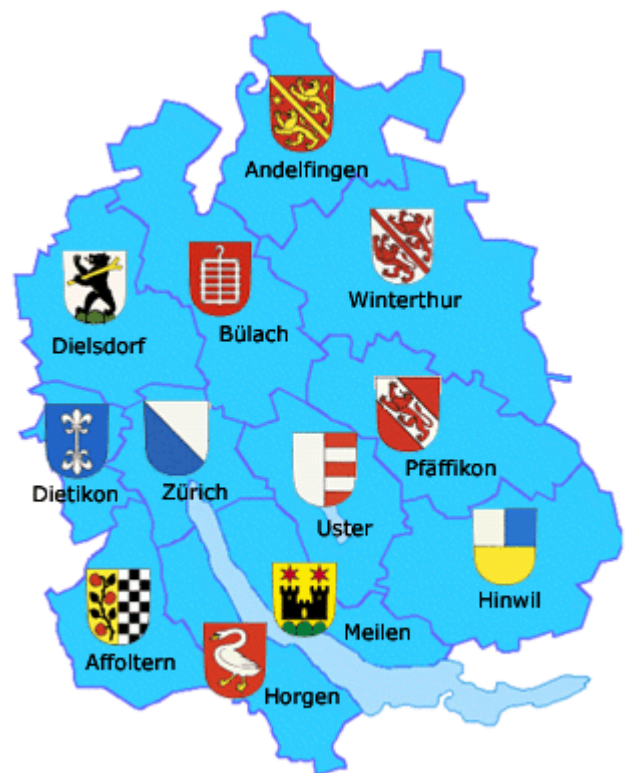 Andelfingen
Winterthur
Bülach
Dielsdorf
Pfäffikon
Dietikon
Zürich
Uster
Hinwil
Meilen
Affoltern
Horgen